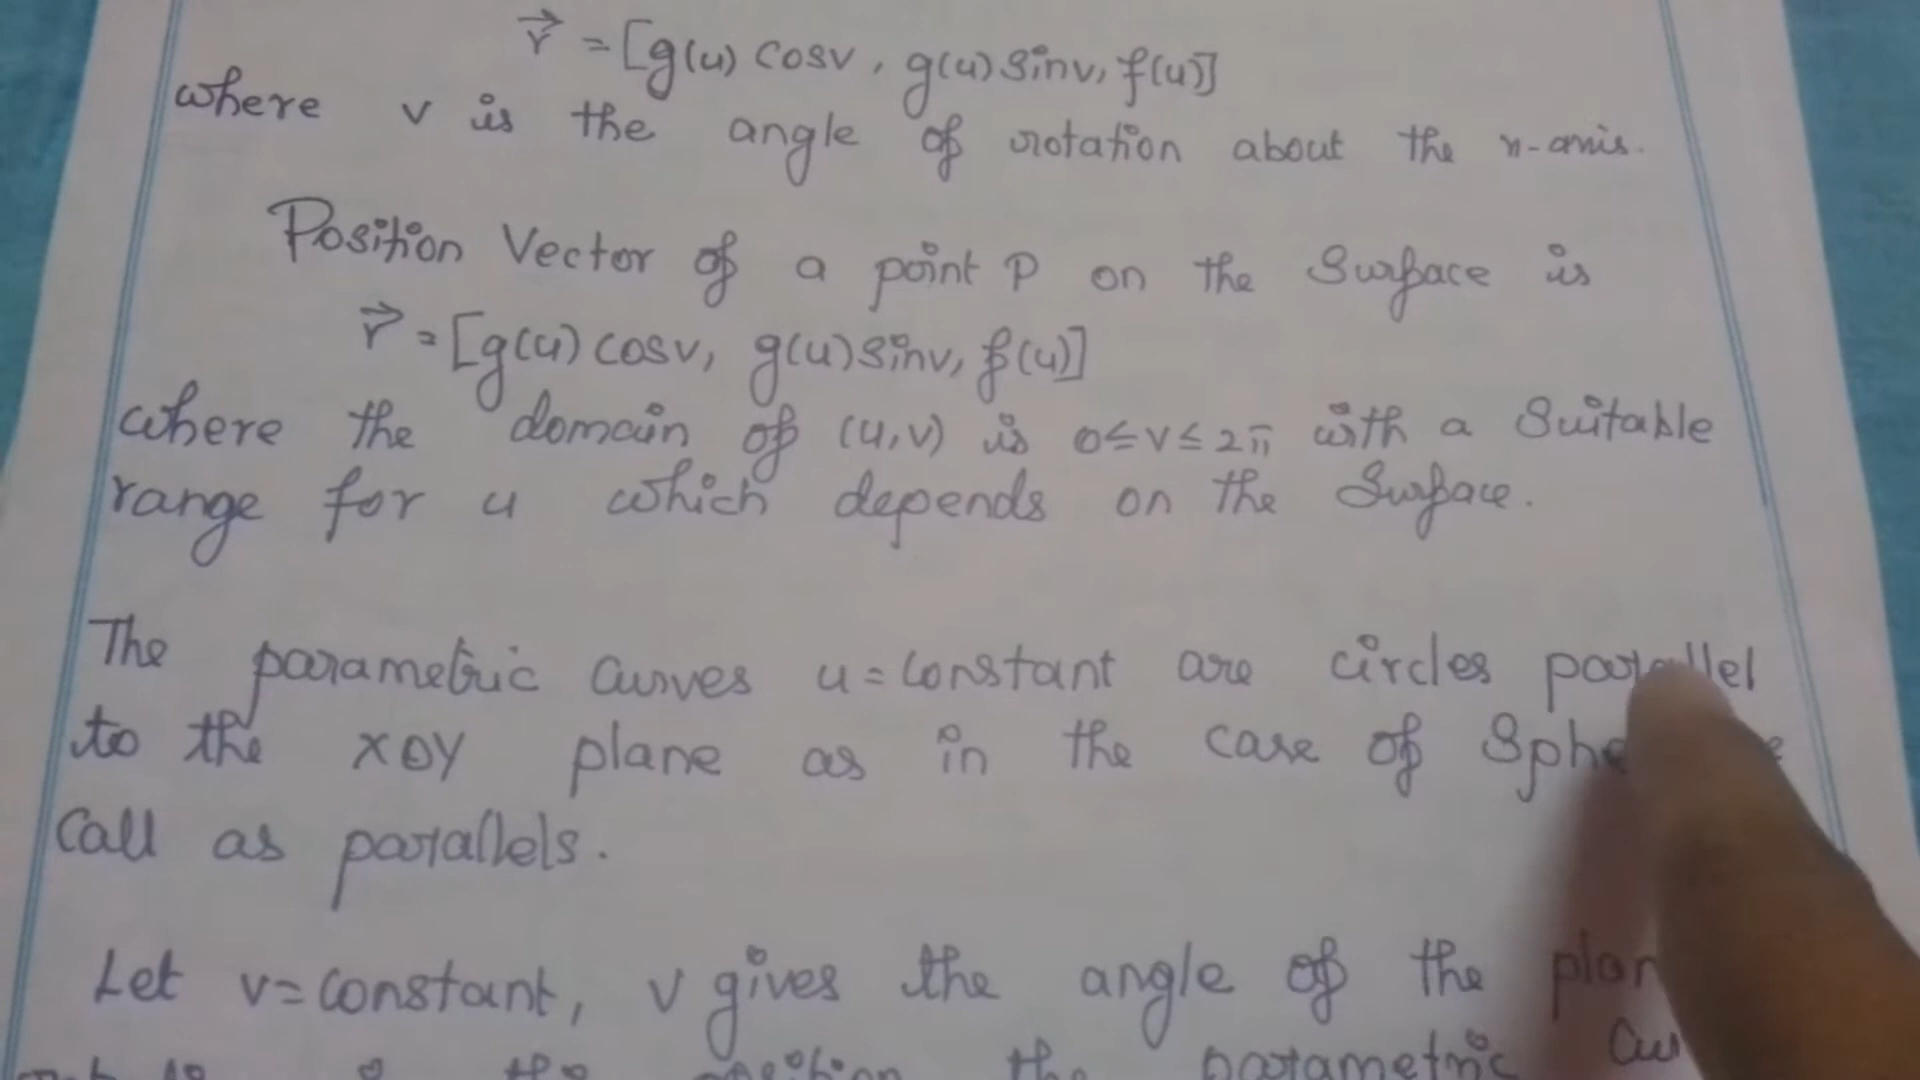 r⃗ = [g(u) cosv, g(u) sinv, f(u)]
where v is the angle of rotation about the x-axis.
Position Vector of a point P on the Surface is
r⃗ = [g(u) cosv, g(u) sinv, f(u)]
where the domain of (u,v) is 0≤v≤2π with a Suitable
range for u which depends on the Surface.
The parametric curves u=constant are circles parallel
to the XOY plane as in the case of
Call as parallels.
Let v=constant, v gives the angle of the
the parametric